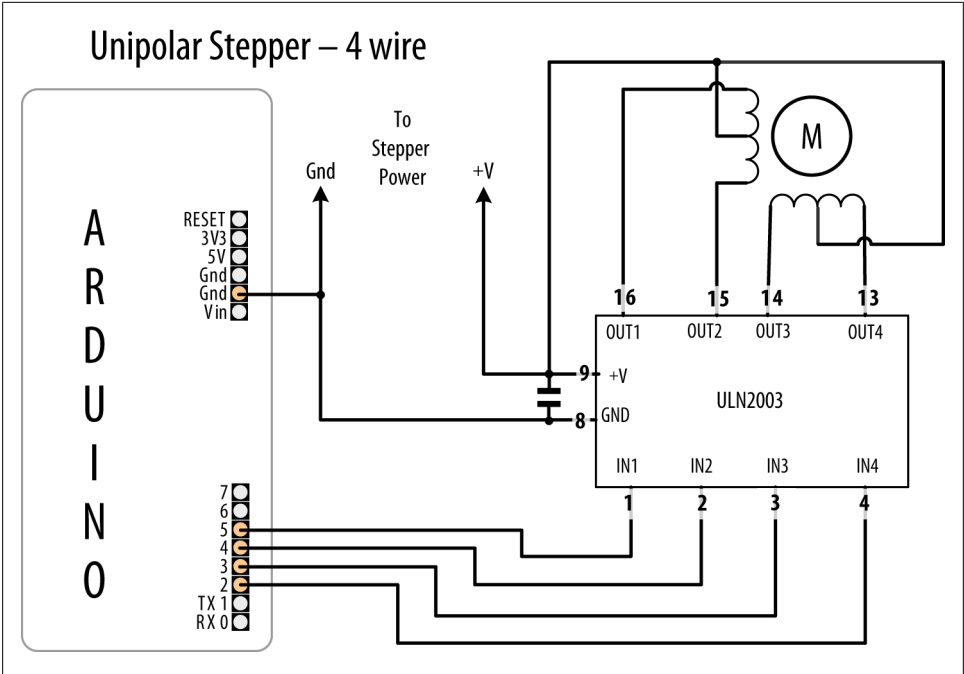 Unipolar Stepper – 4 wire
To
Stepper
Power
Gnd
+V
M
ARDUINO
RESET
3V3
5V
Gnd
Gnd
Vin
16
15
14
13
OUT1
OUT2
OUT3
OUT4
9
+V
ULN2003
8
GND
IN1
IN2
IN3
IN4
1
2
3
4
7
6
5
4
3
2
TX 1
RX 0